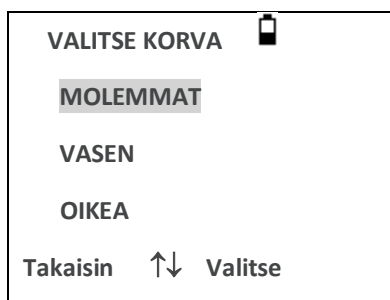 VALITSE KORVA
MOLEMMAT
VASEN
OIKEA
Takaisin ↑↓ Valitse